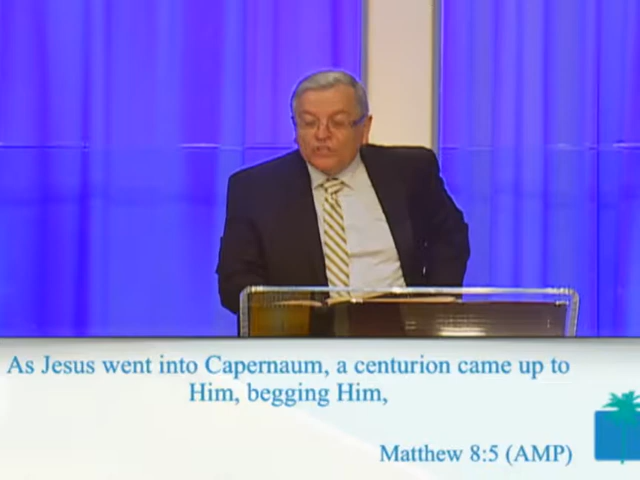 As Jesus went into Capernaum, a centurion came up to
Him, begging Him,
Matthew 8:5 (AMP)